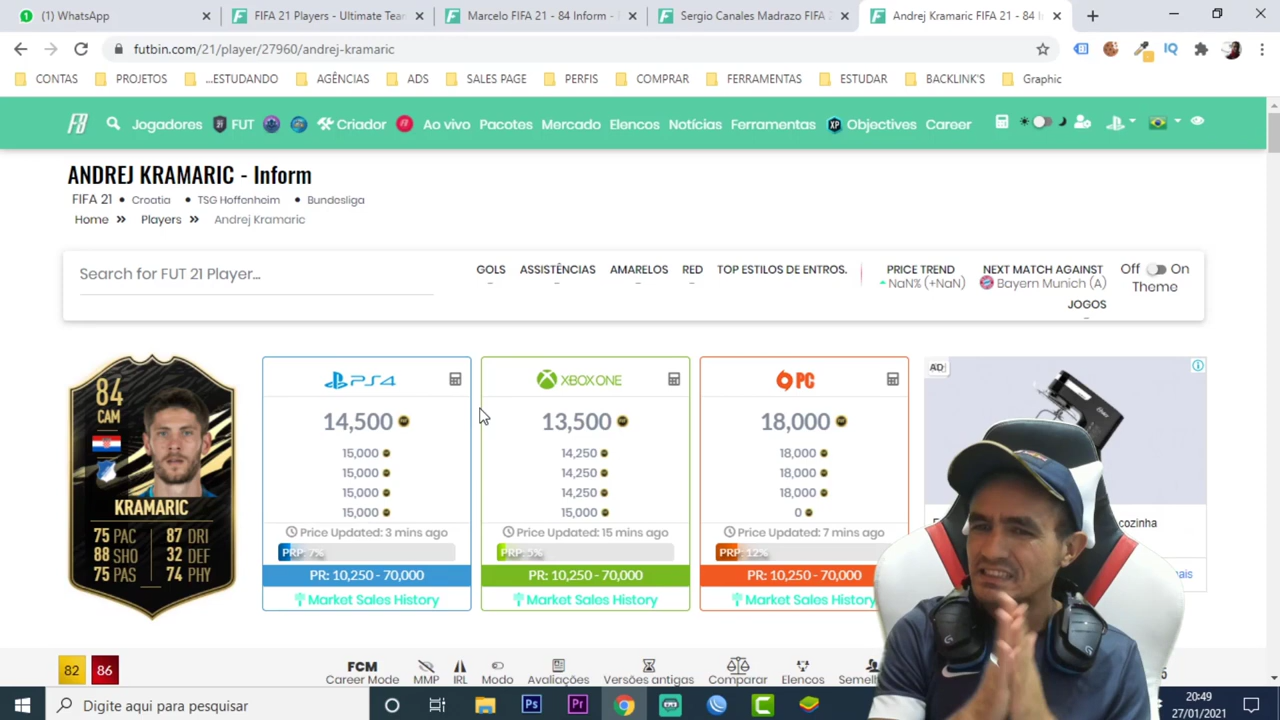 (1) WhatsApp
FIFA 21 Players - Ultimate Tean
Marcelo FIFA 21 - 84 Inform -
Sergio Canales Madrazo FIFA 2
Andrej Kramaric FIFA 21 - 84 I
futbin.com/21/player/27960/andrej-kramaric
CONTAS PROJETOS ...ESTUDANDO AGÊNCIAS ADS SALES PAGE PERFIS COMPRAR FERRAMENTAS ESTUDAR BACKLINK'S Graphic
Jogadores FUT Criador Ao vivo Pacotes Mercado Elencos Notícias Ferramentas XP Objectives Career
ANDREJ KRAMARIC - Inform
FIFA 21 • Croatia • TSG Hoffenheim • Bundesliga
Home » Players » Andrej Kramaric
Search for FUT 21 Player...
GOLS
-
ASSISTÊNCIAS
-
AMARELOS
-
RED
-
TOP ESTILOS DE ENTROS.
PRICE TREND
NaN% (+NaN)
NEXT MATCH AGAINST
Bayern Munich (A)
JOGOS
-
Off On
Theme
84
CAM
KRAMARIC
75 PAC 87 DRI
88 SHO 32 DEF
75 PAS 74 PHY
PS4
14,500
15,000
15,000
15,000
15,000
Price Updated: 3 mins ago
PRP: 7%
PR: 10,250 - 70,000
Market Sales History
XBOX ONE
13,500
14,250
14,250
14,250
15,000
Price Updated: 15 mins ago
PRP: 5%
PR: 10,250 - 70,000
Market Sales History
PC
18,000
18,000
18,000
18,000
0
Price Updated: 7 mins ago
PRP: 12%
PR: 10,250 - 70,000
Market Sales History
AD
cozinha
82 86
FCM
Career Mode
MMP
IRL
Modo
Avaliações
Versões antigas
Comparar
Elencos
Digite aqui para pesquisar
20:49
27/01/2021